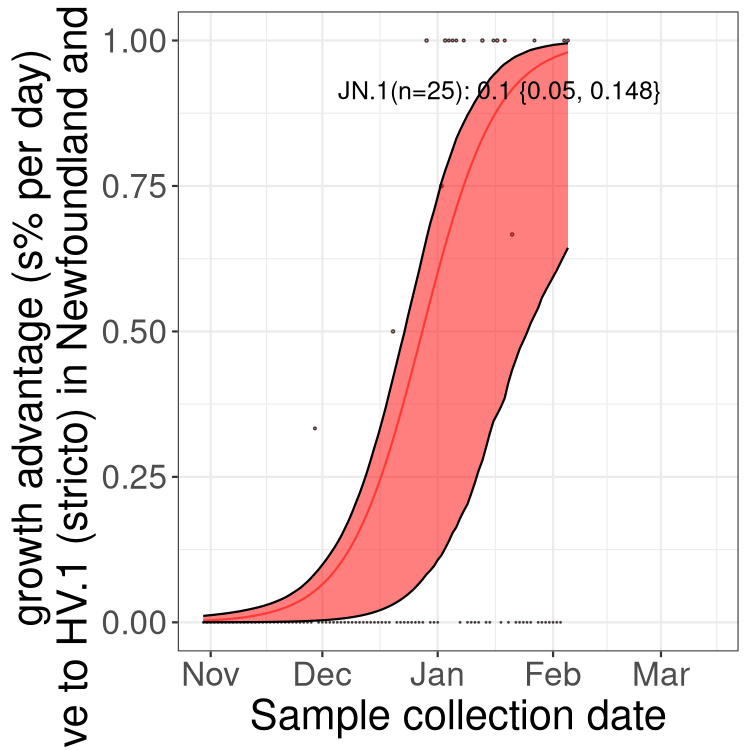 growth advantage (s% per day)
ve to HV.1 (stricto) in Newfoundland and
1.00
0.75
0.50
0.25
0.00
JN.1(n=25): 0.1 {0.05, 0.148}
Nov Dec Jan Feb Mar
Sample collection date